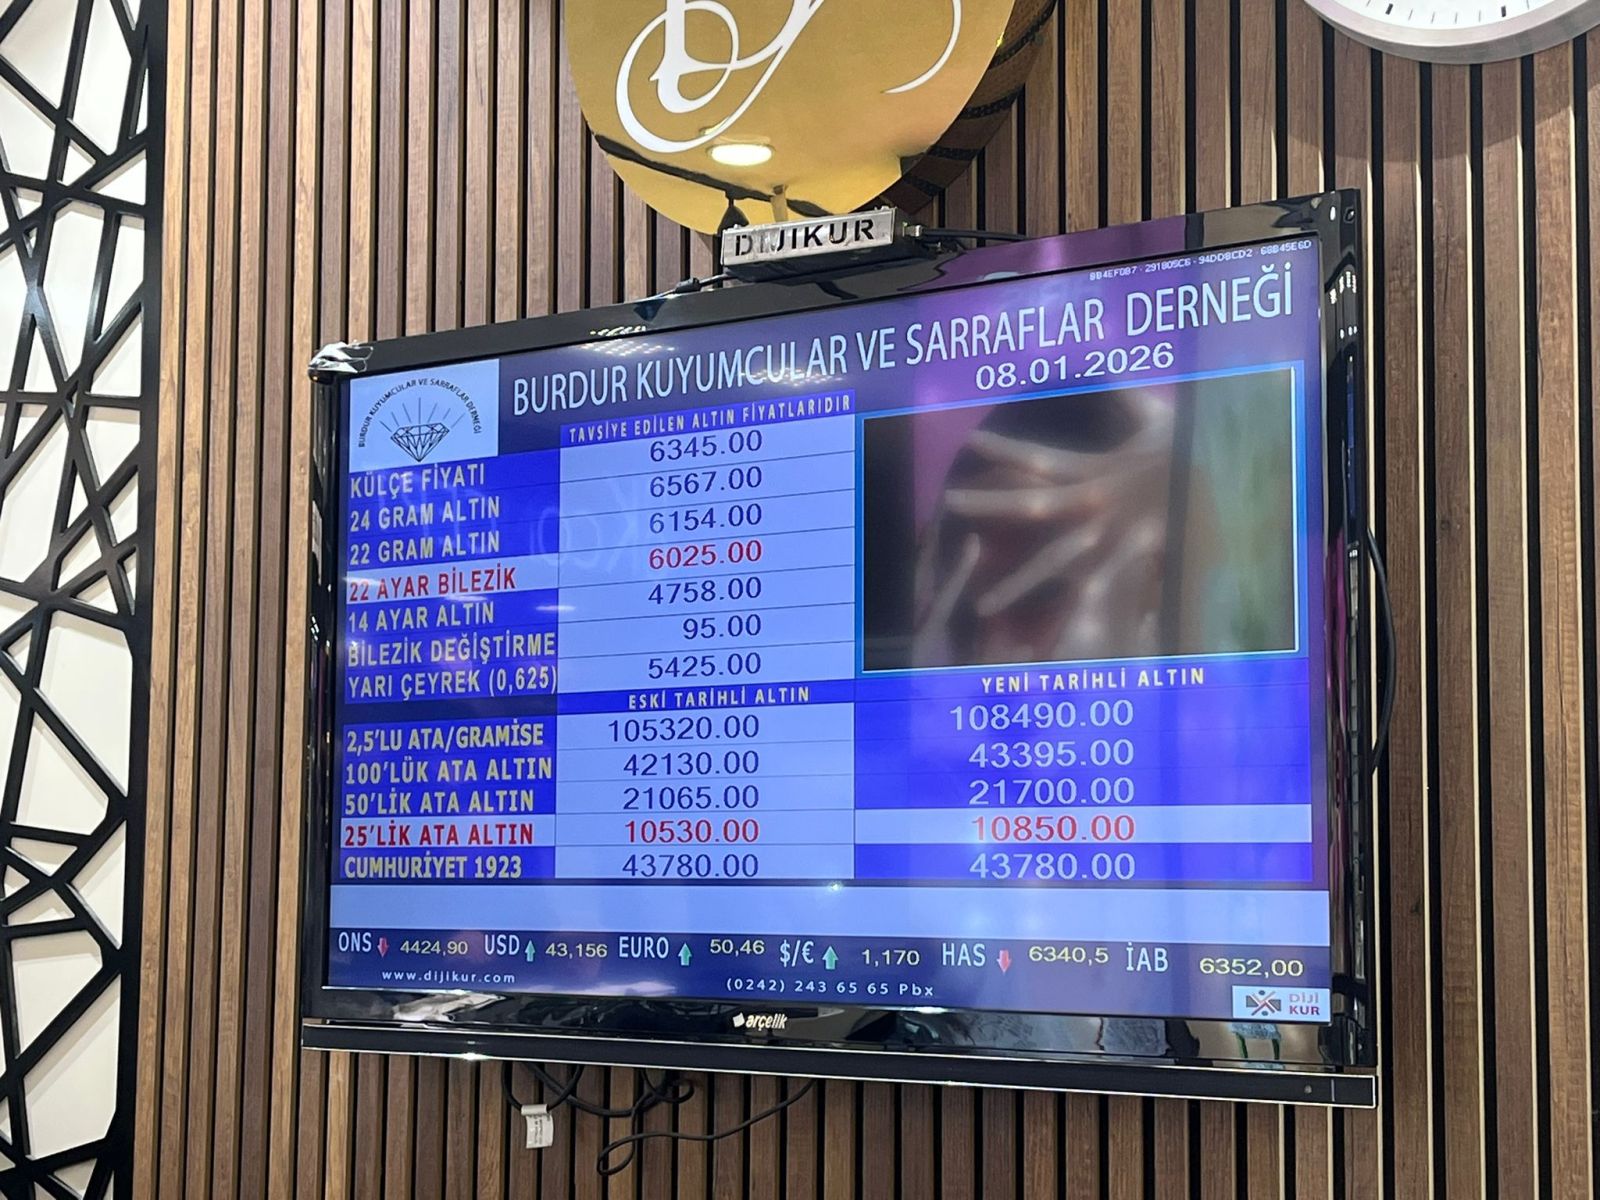 DIJIKUR
8B4EF0B7 - 291805C6 - 94DD8CD2 - 68B45E6D
BURDUR KUYUMCULAR VE SARRAFLAR DERNEĞİ
08.01.2026
BURDUR KUYUMCULAR VE SARRAFLAR DERNEĞİ
TAVSİYE EDİLEN ALTIN FİYATLARIDIR
KÜLÇE FİYATI 6345.00
24 GRAM ALTIN 6567.00
22 GRAM ALTIN 6154.00
22 AYAR BİLEZİK 6025.00
14 AYAR ALTIN 4758.00
BİLEZİK DEĞİŞTİRME 95.00
YARI ÇEYREK (0,625) 5425.00
ESKİ TARİHLİ ALTIN YENİ TARİHLİ ALTIN
2,5'LU ATA/GRAMİSE 105320.00 108490.00
100'LÜK ATA ALTIN 42130.00 43395.00
50'LİK ATA ALTIN 21065.00 21700.00
25'LİK ATA ALTIN 10530.00 10850.00
CUMHURİYET 1923 43780.00 43780.00
ONS 4424,90 USD 43,156 EURO 50,46 $/€ 1,170 HAS 6340,5 İAB 6352,00
www.dijikur.com (0242) 243 65 65 Pbx
DİJİ
KUR
arçelik